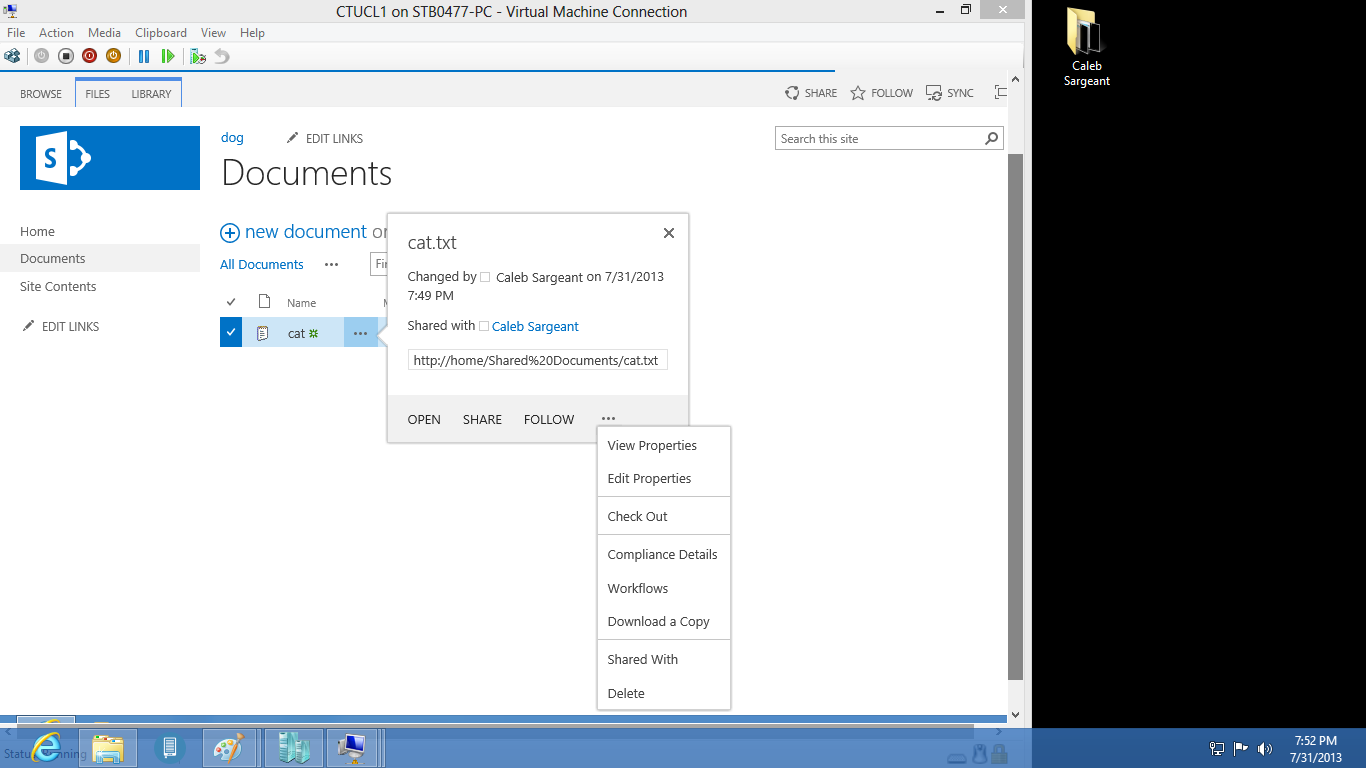 CTUCL1 on STB0477-PC - Virtual Machine Connection
File Action Media Clipboard View Help
BROWSE FILES LIBRARY SHARE FOLLOW SYNC
S
dog EDIT LINKS
Search this site
Documents
Home
Documents
Site Contents
EDIT LINKS
new document or
All Documents ...
Name
cat ...
cat.txt
Changed by Caleb Sargeant on 7/31/2013
7:49 PM
Shared with Caleb Sargeant
http://home/Shared%20Documents/cat.txt
OPEN SHARE FOLLOW ...
View Properties
Edit Properties
Check Out
Compliance Details
Workflows
Download a Copy
Shared With
Delete
Caleb
Sargeant
7:52 PM
7/31/2013